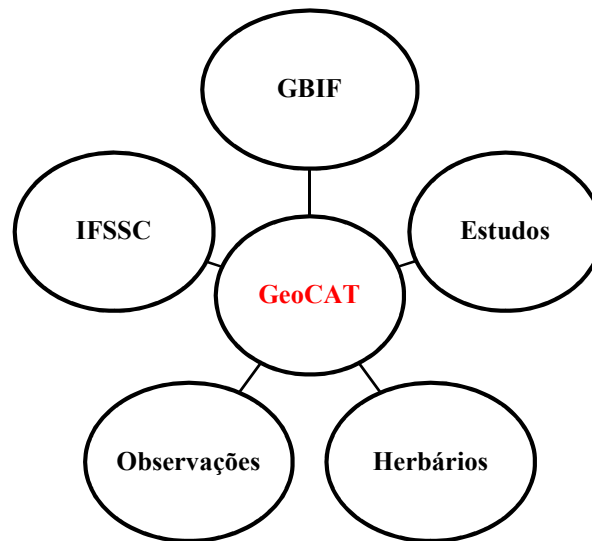 GBIF
IFSSC
Estudos
GeoCAT
Observações
Herbários